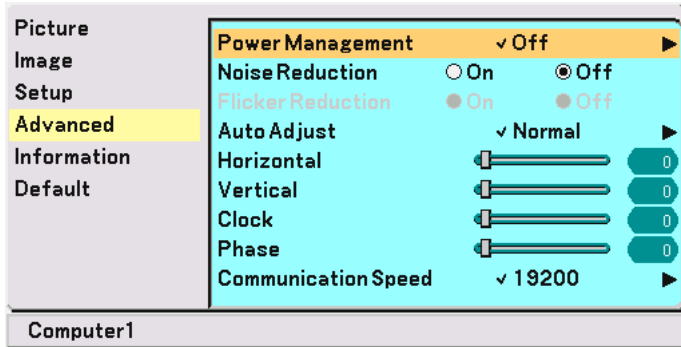 Picture
Image
Setup
Advanced
Information
Default
Power Management ✓ Off ▶
Noise Reduction On Off
Flicker Reduction On Off
Auto Adjust ✓ Normal ▶
Horizontal 0
Vertical 0
Clock 0
Phase 0
Communication Speed ✓ 19200 ▶
Computer1